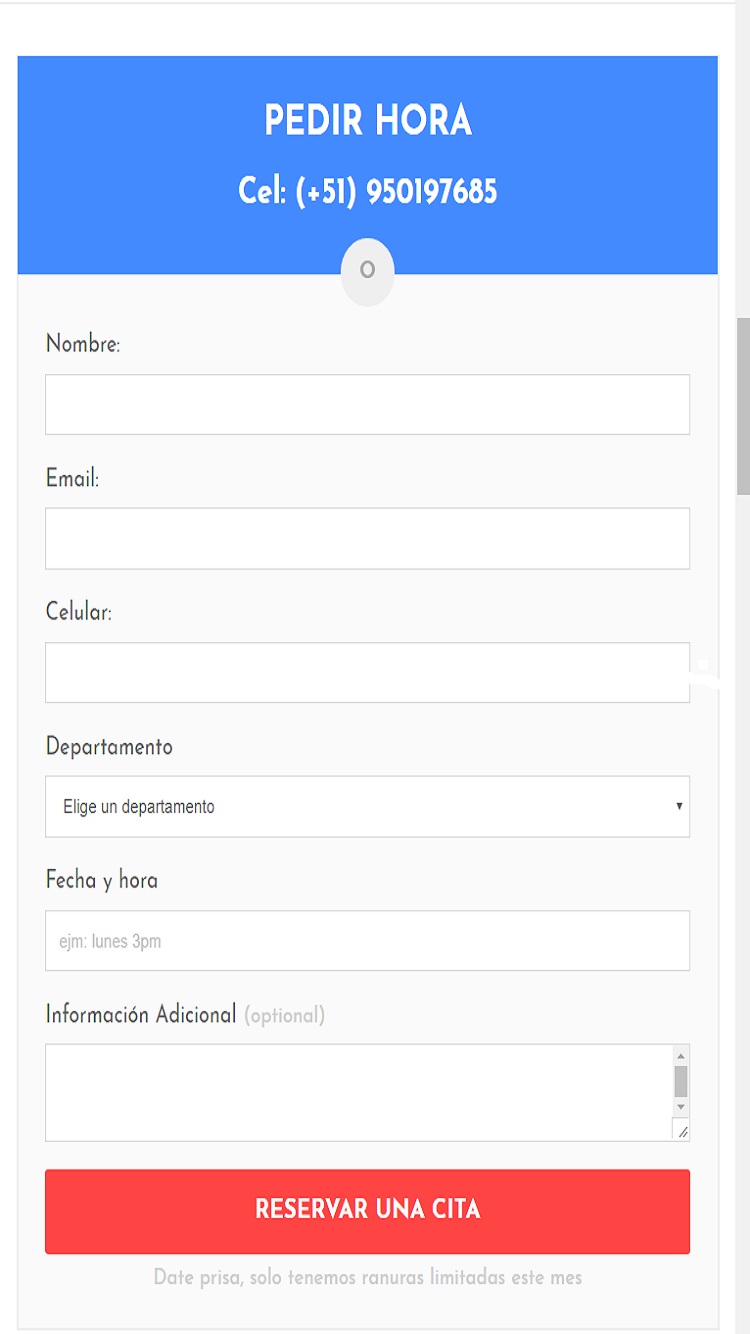 PEDIR HORA
Cel: (+51) 950197685
O
Nombre:
Email:
Celular:
Departamento
Elige un departamento
Fecha y hora
ejm: lunes 3pm
Información Adicional (optional)
RESERVAR UNA CITA
Date prisa, solo tenemos ranuras limitadas este mes